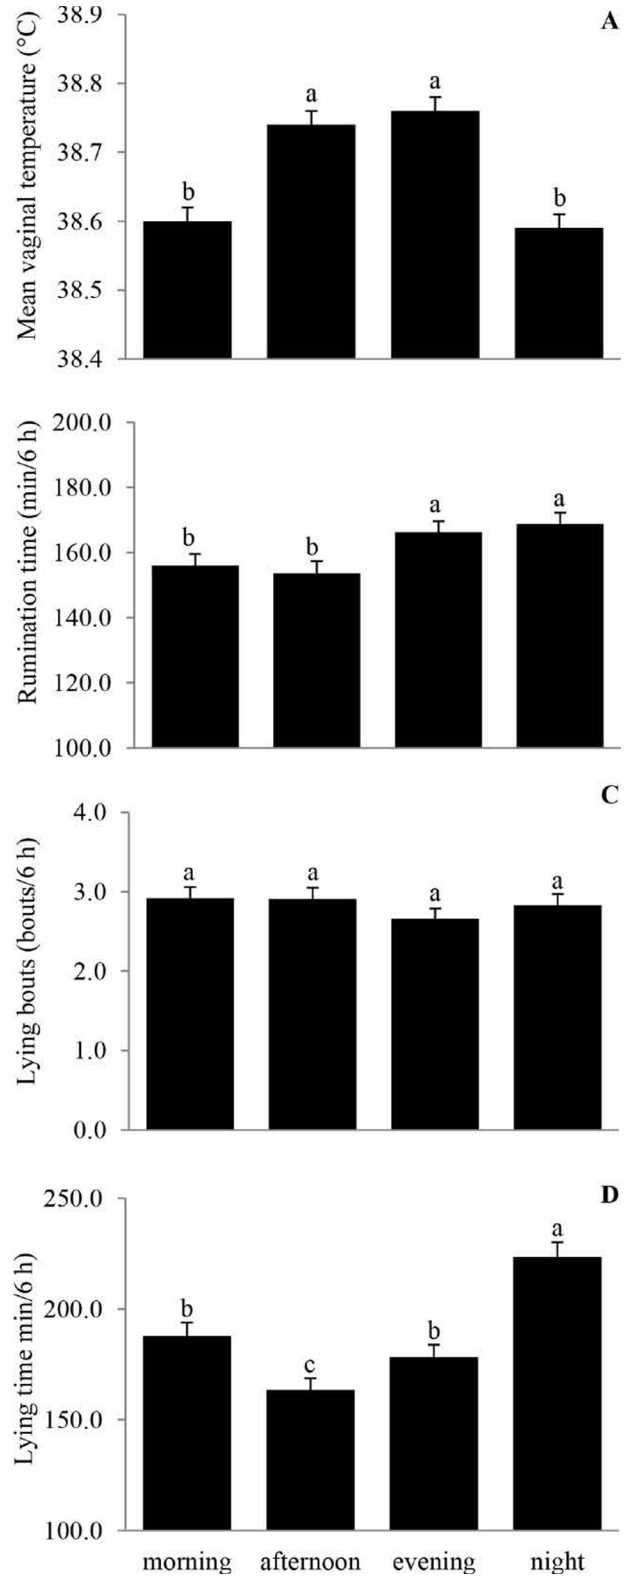 A
Mean vaginal temperature (°C)
38.9
38.8
38.7
38.6
38.5
38.4
b
a
a
b
Rumination time (min/6 h)
200.0
180.0
160.0
140.0
120.0
100.0
b
b
a
a
C
Lying bouts (bouts/6 h)
4.0
3.0
2.0
1.0
0.0
a
a
a
a
D
Lying time min/6 h)
250.0
200.0
150.0
100.0
b
c
b
a
morning afternoon evening night